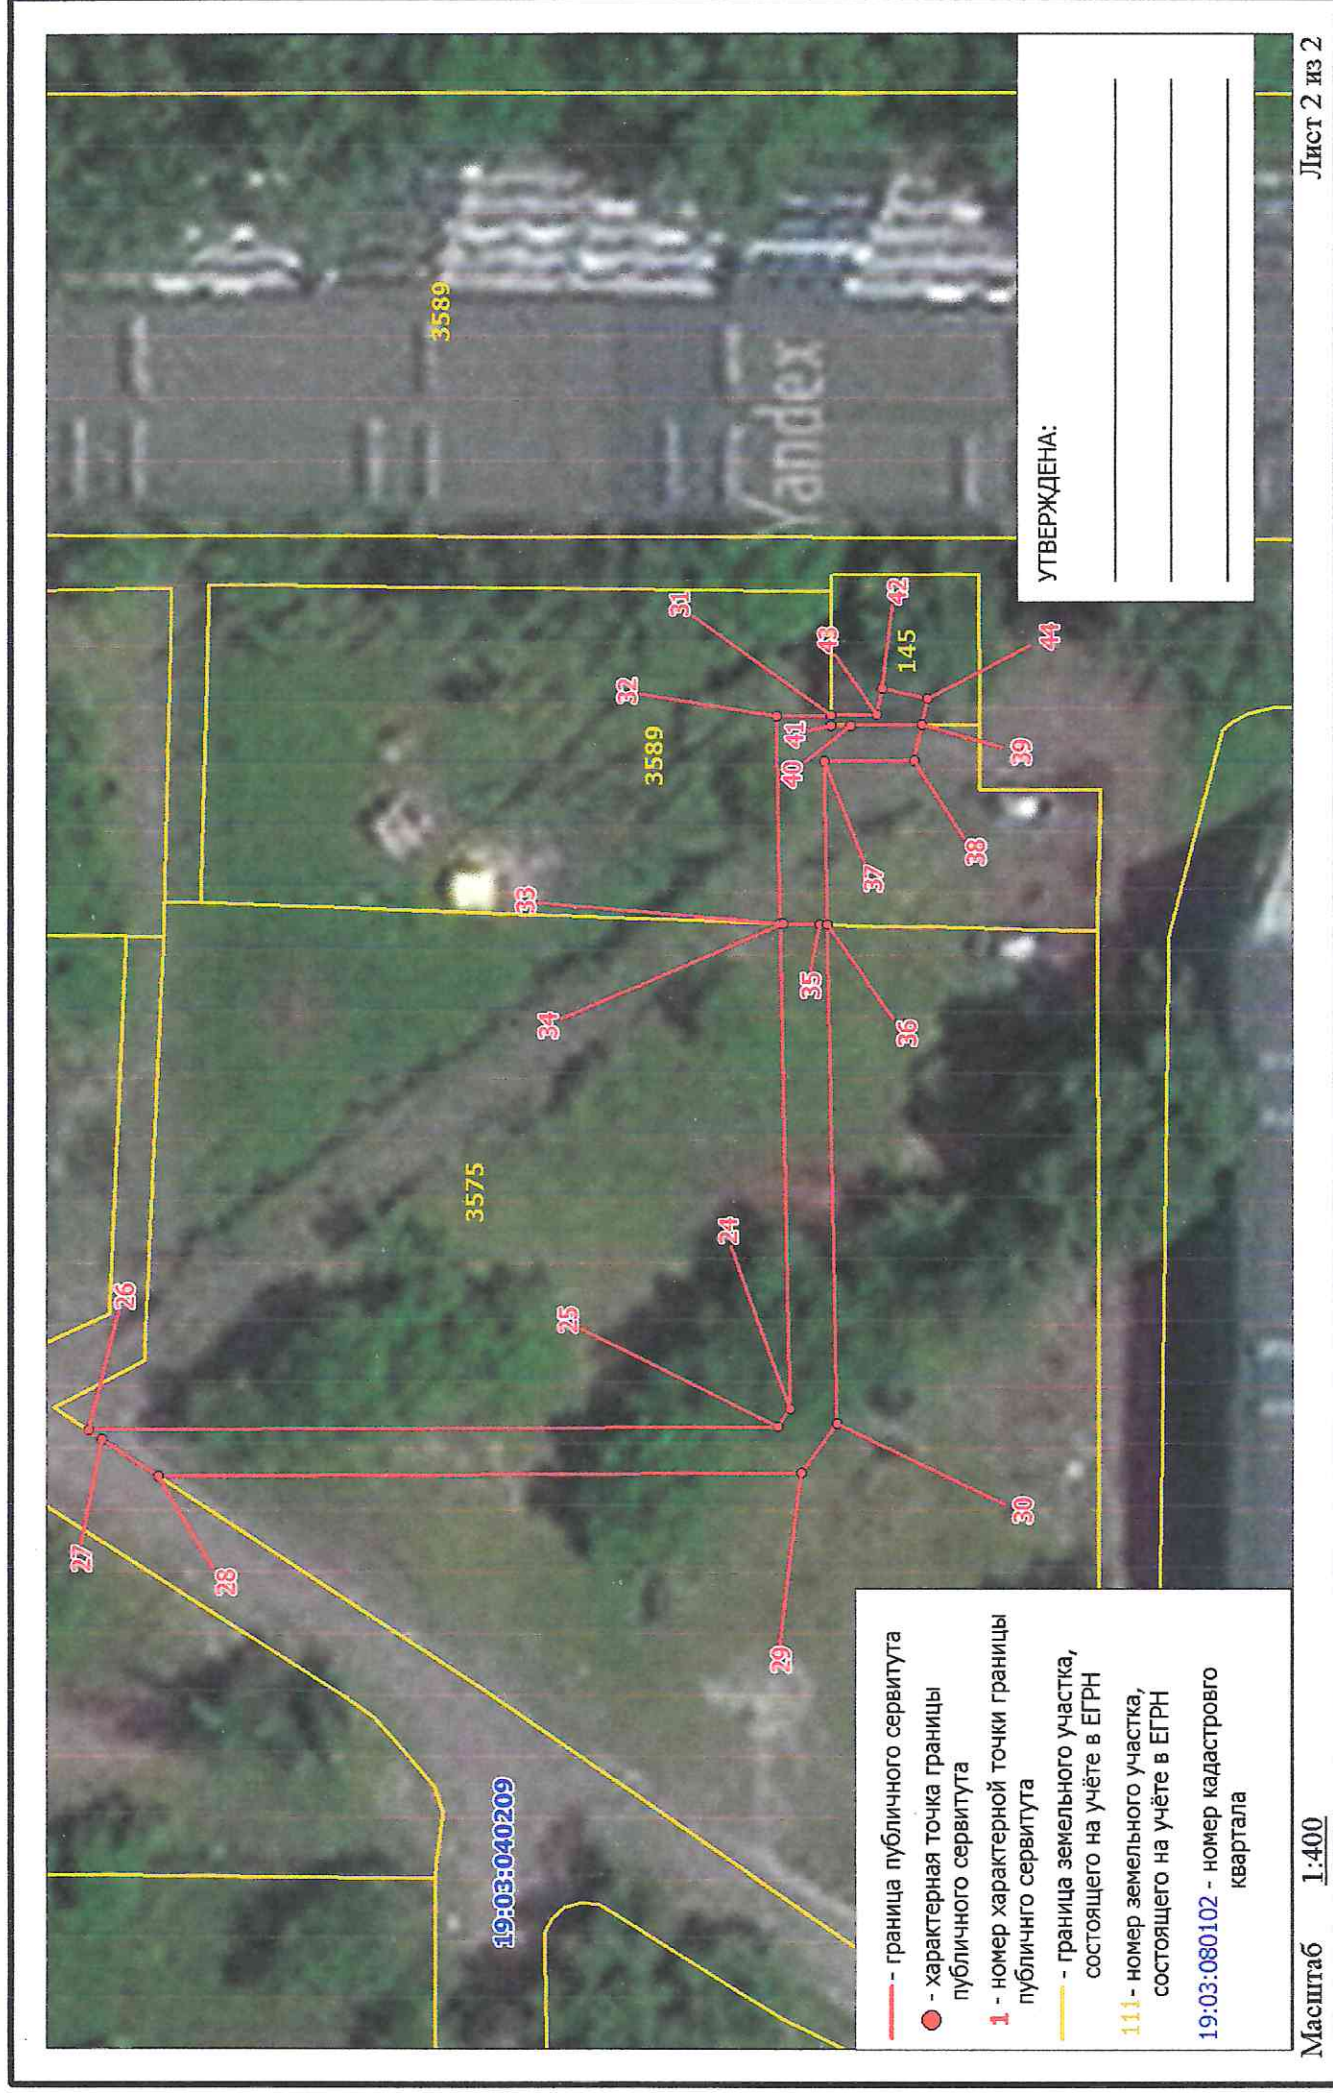 Лист 2 из 2
УТВЕРЖДЕНА:
Yandex
3589
3589
145
3575
19:03:040209
24
25
26
27
28
29
30
31
32
33
34
35
36
37
38
39
40
41
42
43
44
- граница публичного сервитута
- характерная точка границы
публичного сервитута
1 - номер характерной точки границы
публичнго сервитута
- граница земельного участка,
состоящего на учёте в ЕГРН
111 - номер земельного участка,
состоящего на учёте в ЕГРН
19:03:080102 - номер кадастрового
квартала
Масштаб 1:400